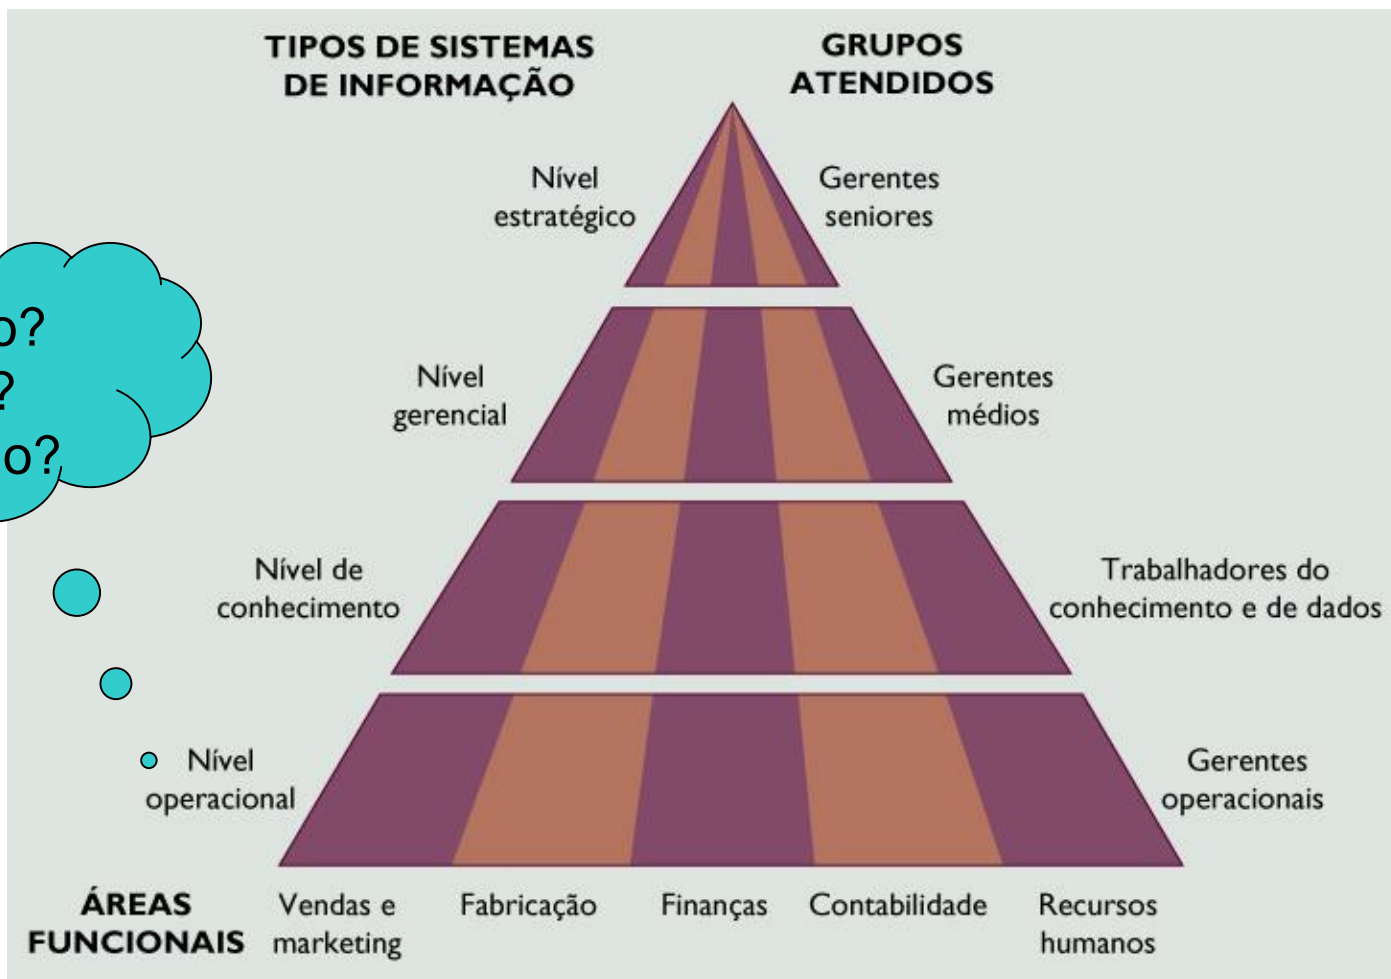 TIPOS DE SISTEMAS
DE INFORMAÇÃO
GRUPOS
ATENDIDOS
Nível
estratégico
Gerentes
seniores
o?
?
o?
Nível
gerencial
Gerentes
médios
Nível de
conhecimento
Trabalhadores do
conhecimento e de dados
Nível
operacional
Gerentes
operacionais
ÁREAS
FUNCIONAIS
Vendas e
marketing
Fabricação
Finanças
Contabilidade
Recursos
humanos